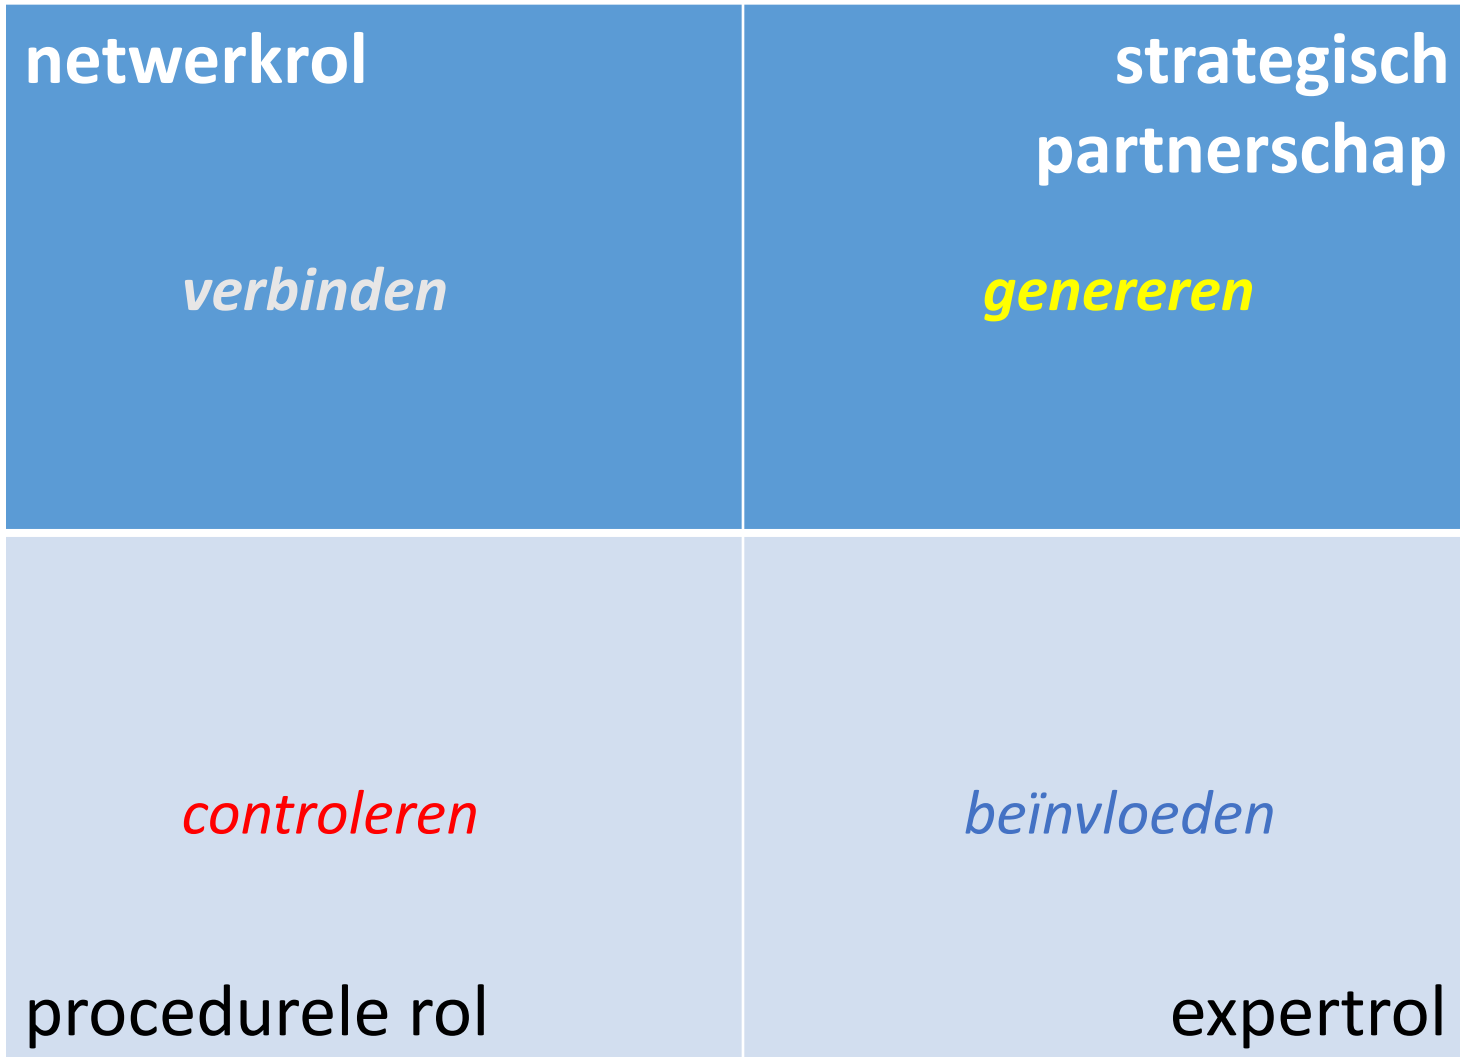 netwerkrol
strategisch
partnerschap
verbinden
genereren
controleren
beïnvloeden
procedurele rol
expertrol